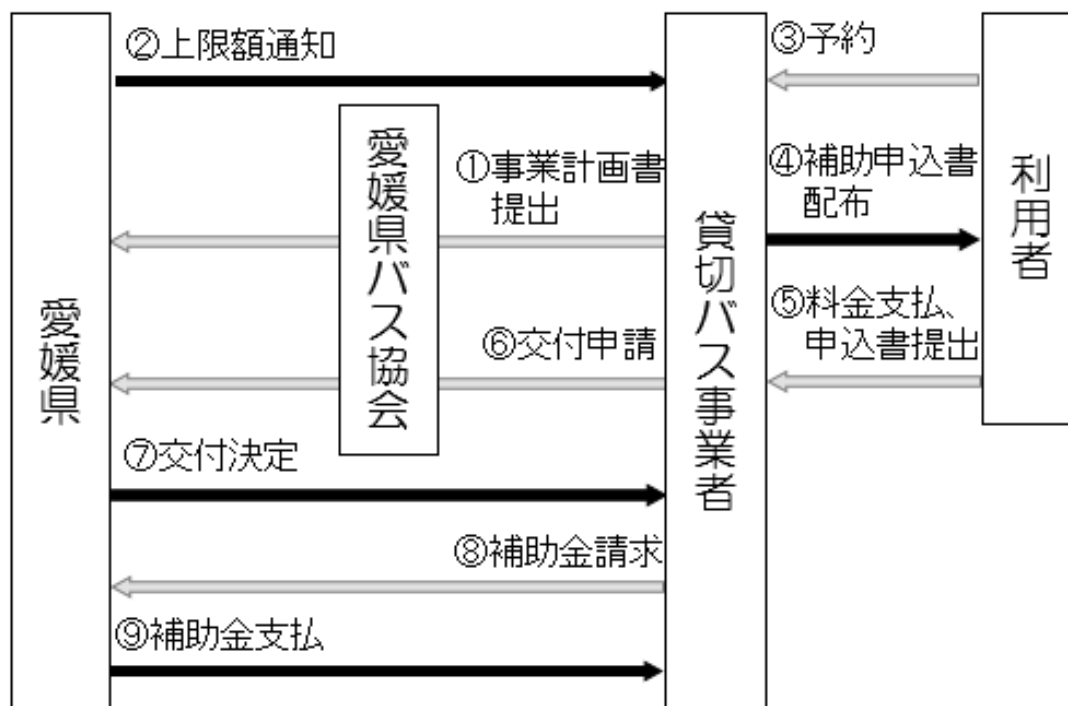 ②上限額通知
③予約
①事業計画書
提出
④補助申込書
配布
⑤料金支払、
申込書提出
⑥交付申請
⑦交付決定
⑧補助金請求
⑨補助金支払
愛媛県
愛媛県バス協会
貸切バス事業者
利用者